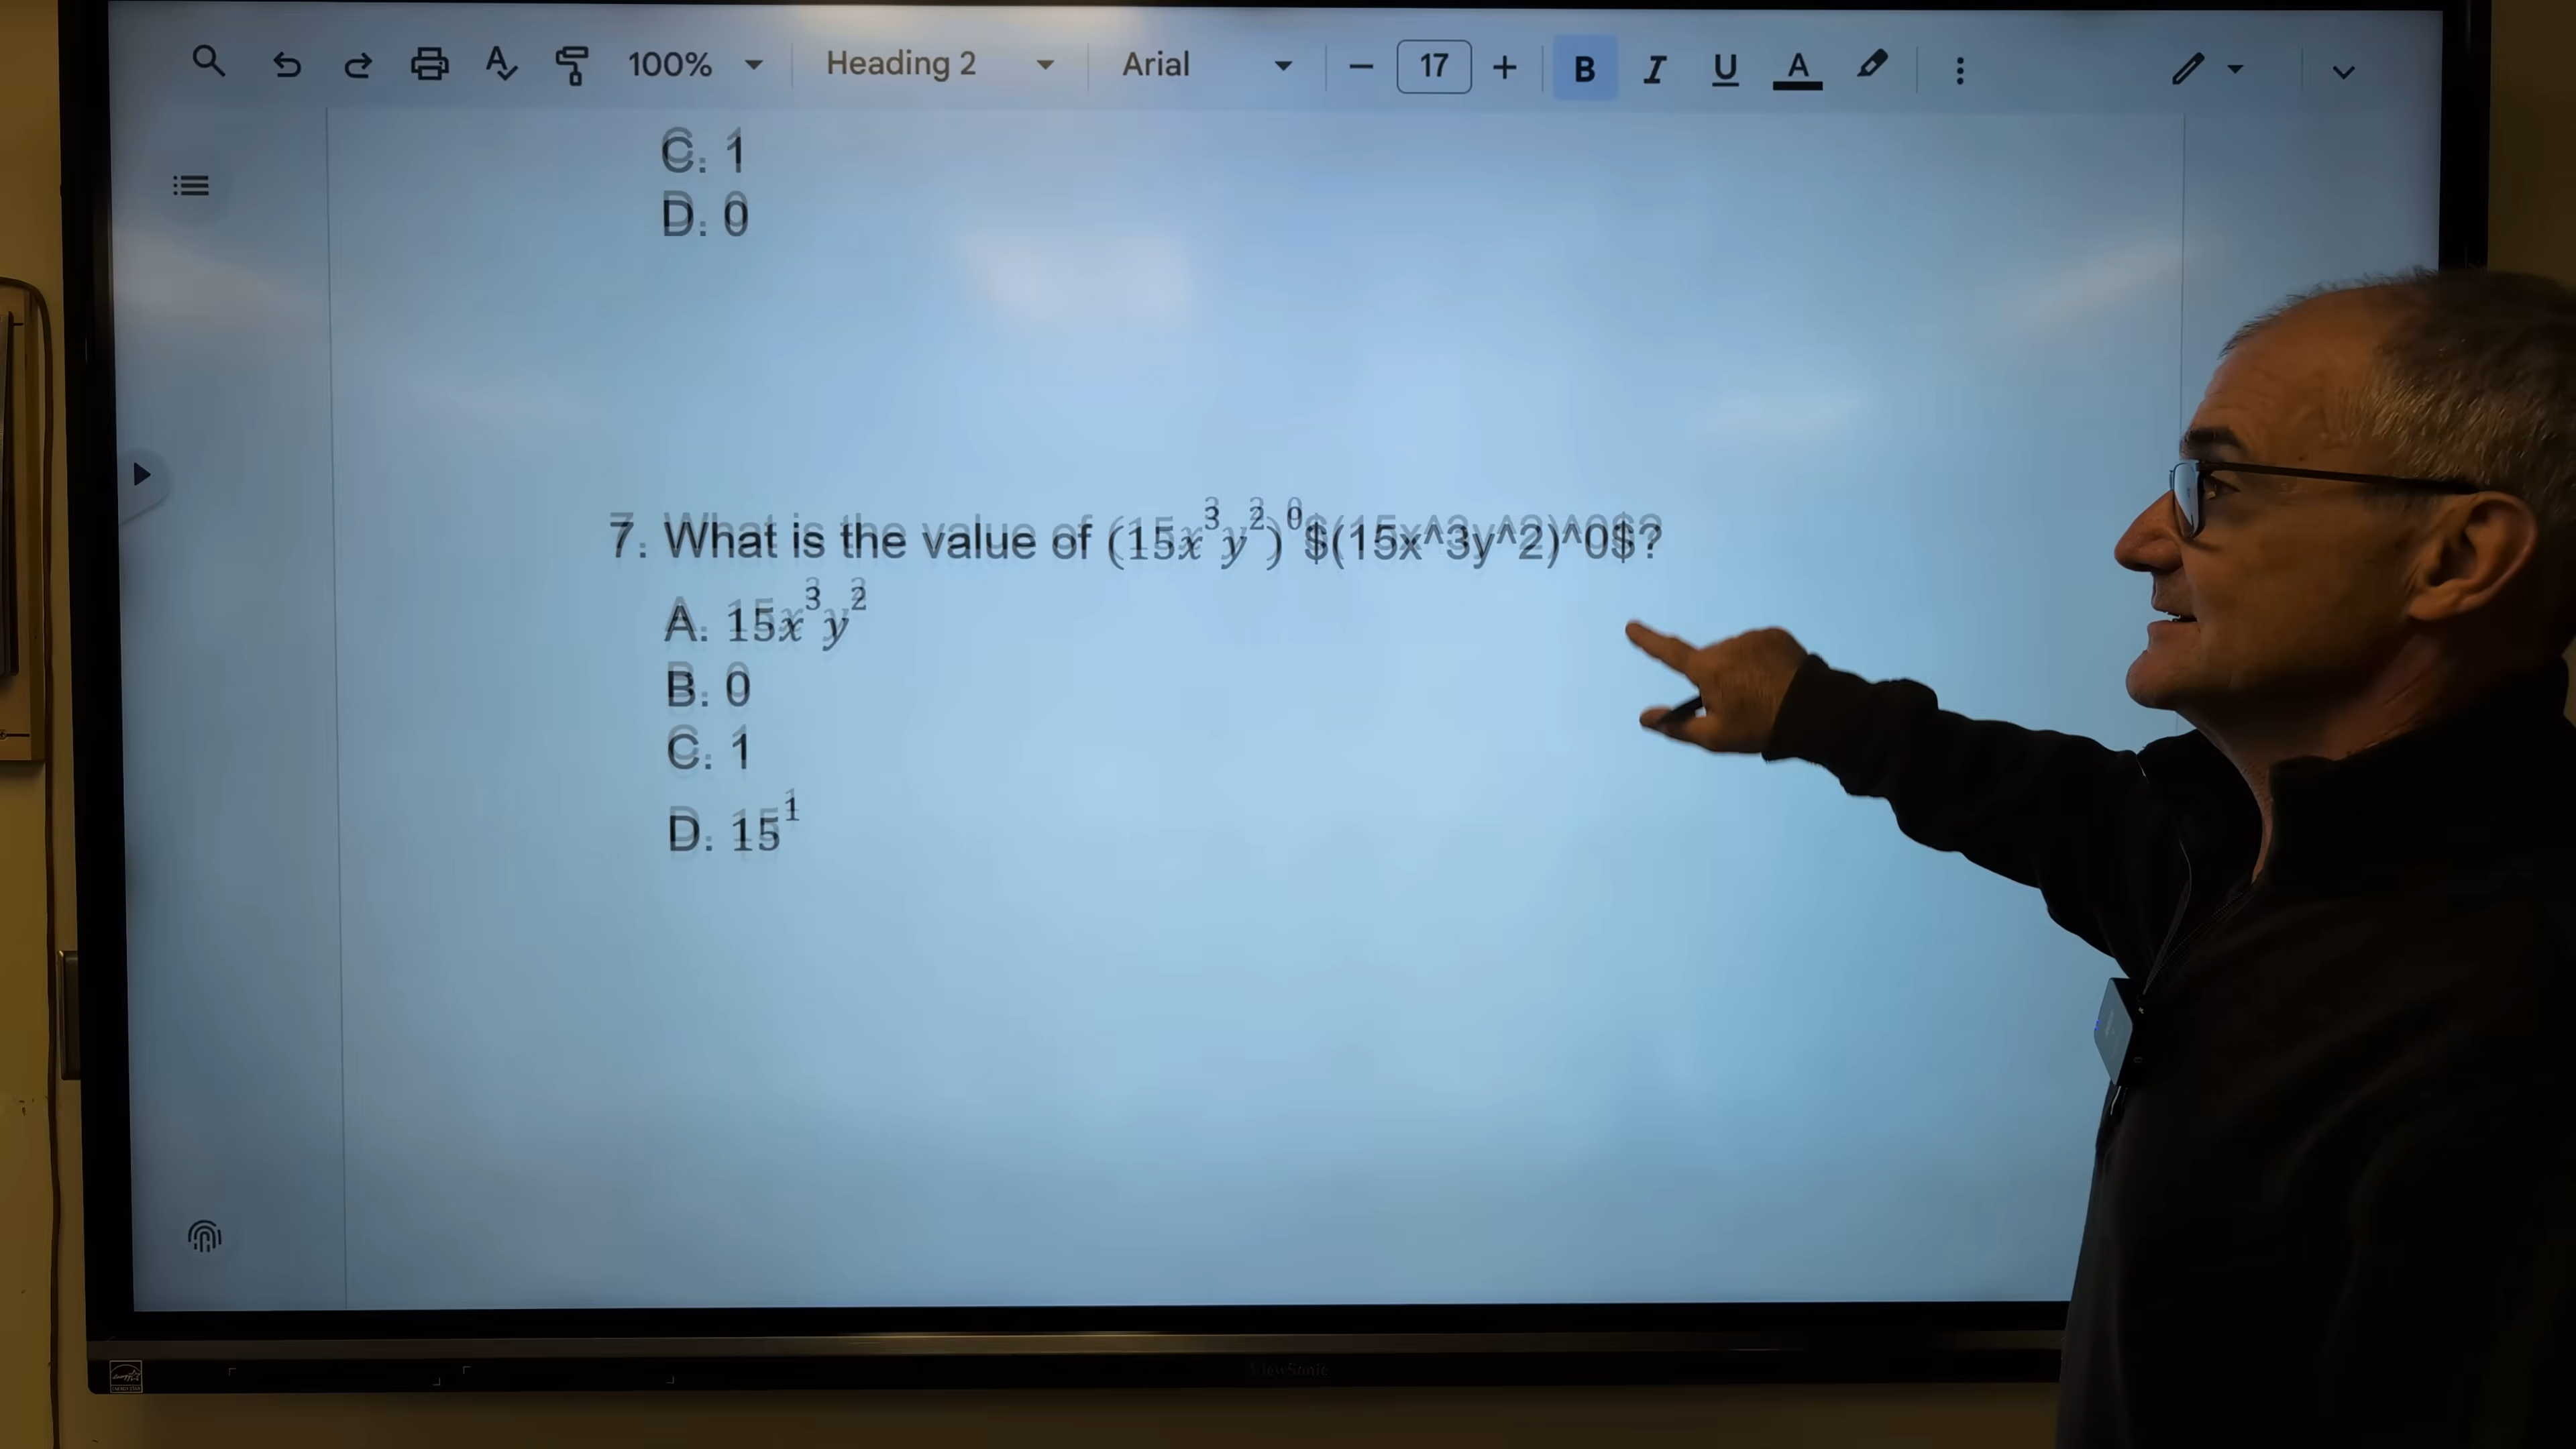 100% Heading 2 Arial − 17 + B I U A
C. 1
D. 0
7. What is the value of (15x³y²)⁰$(15x^3y^2)^0$?
A. 15x³y²
B. 0
C. 1
D. 15¹
ViewSonic